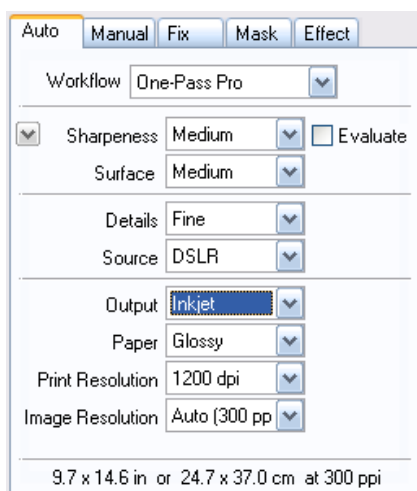 Auto Manual Fix Mask Effect
Workflow One-Pass Pro
Sharpeness Medium Evaluate
Surface Medium
Details Fine
Source DSLR
Output Inkjet
Paper Glossy
Print Resolution 1200 dpi
Image Resolution Auto (300 pp
9.7 x 14.6 in or 24.7 x 37.0 cm at 300 ppi